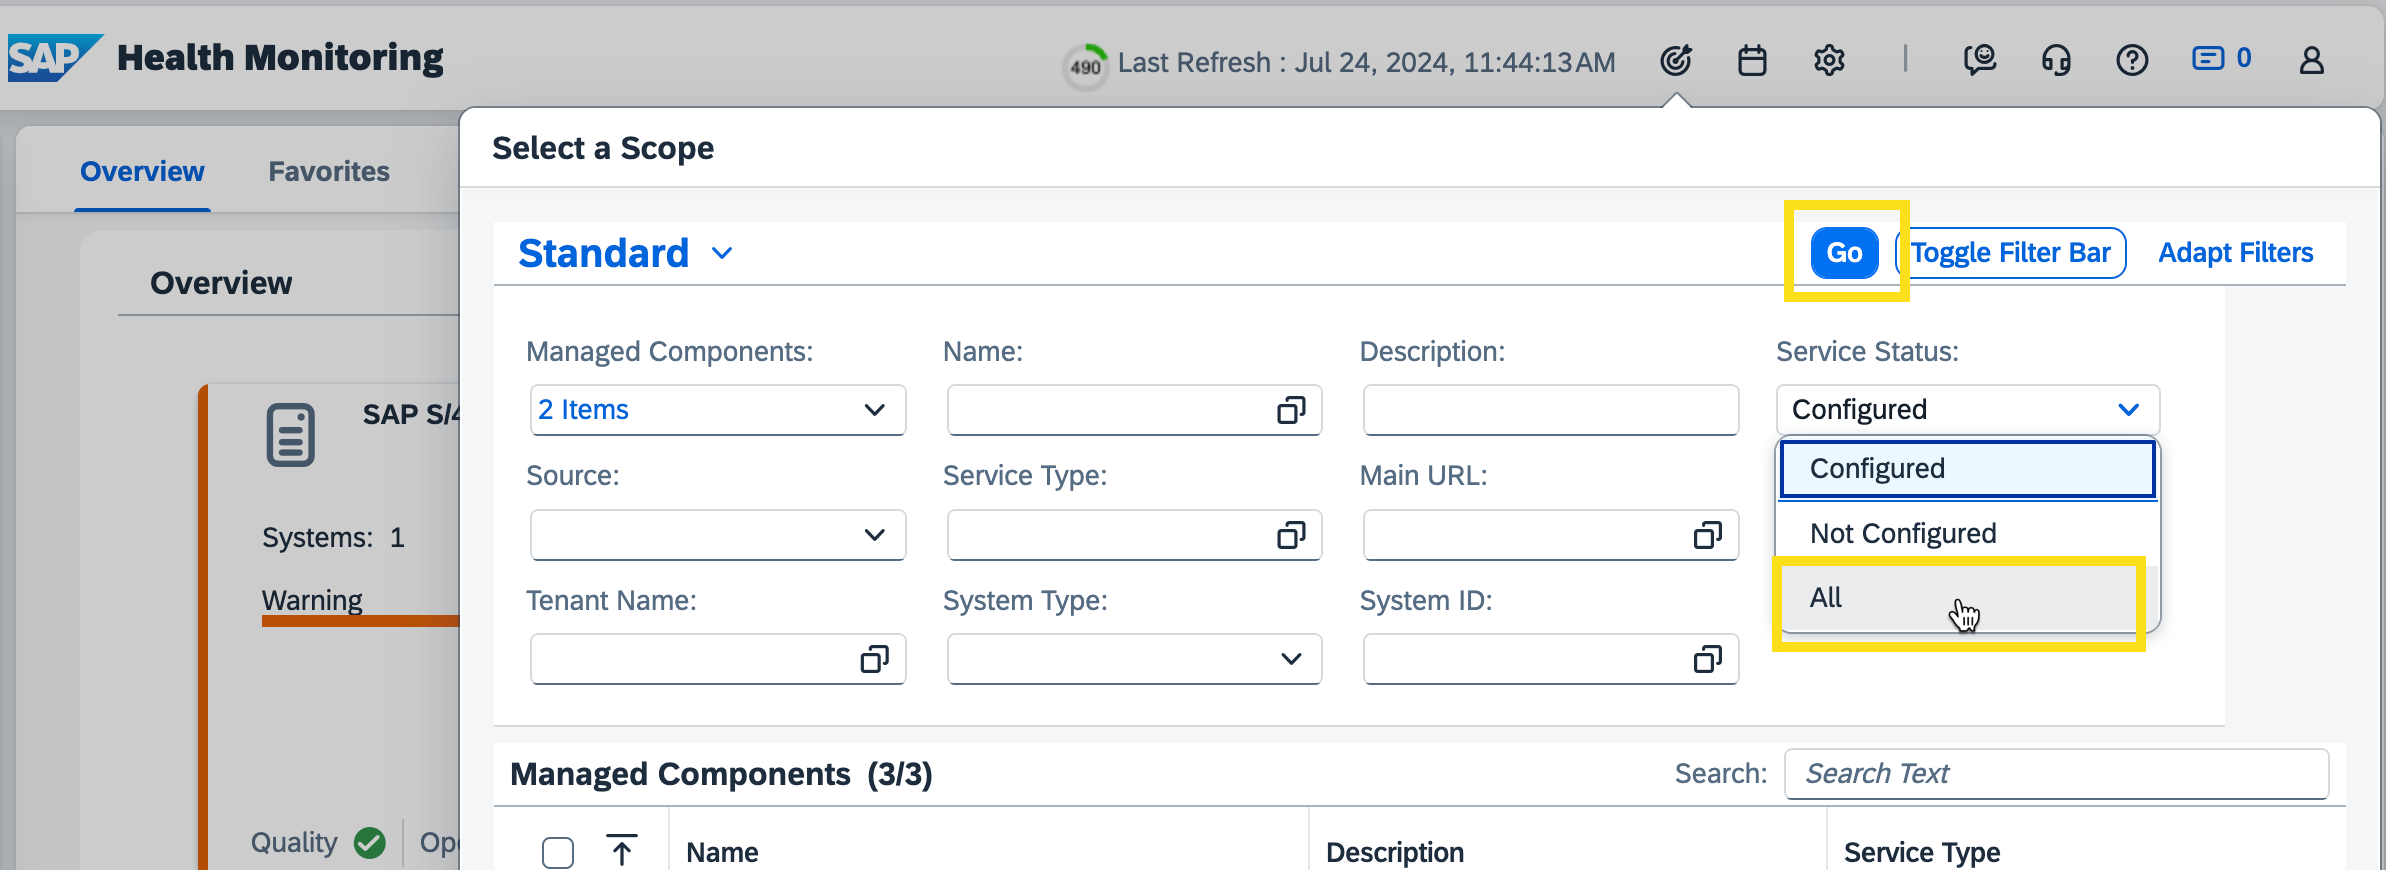 SAP Health Monitoring
490 Last Refresh : Jul 24, 2024, 11:44:13 AM
0
Overview Favorites
Select a Scope
Standard
Go Toggle Filter Bar Adapt Filters
Overview
Managed Components: Name: Description: Service Status:
2 Items Configured
SAP S/4
Configured
Source: Service Type: Main URL:
Not Configured
Systems: 1
Tenant Name: System Type: System ID:
All
Warning
Managed Components (3/3) Search: Search Text
Quality Ope
Name Description Service Type